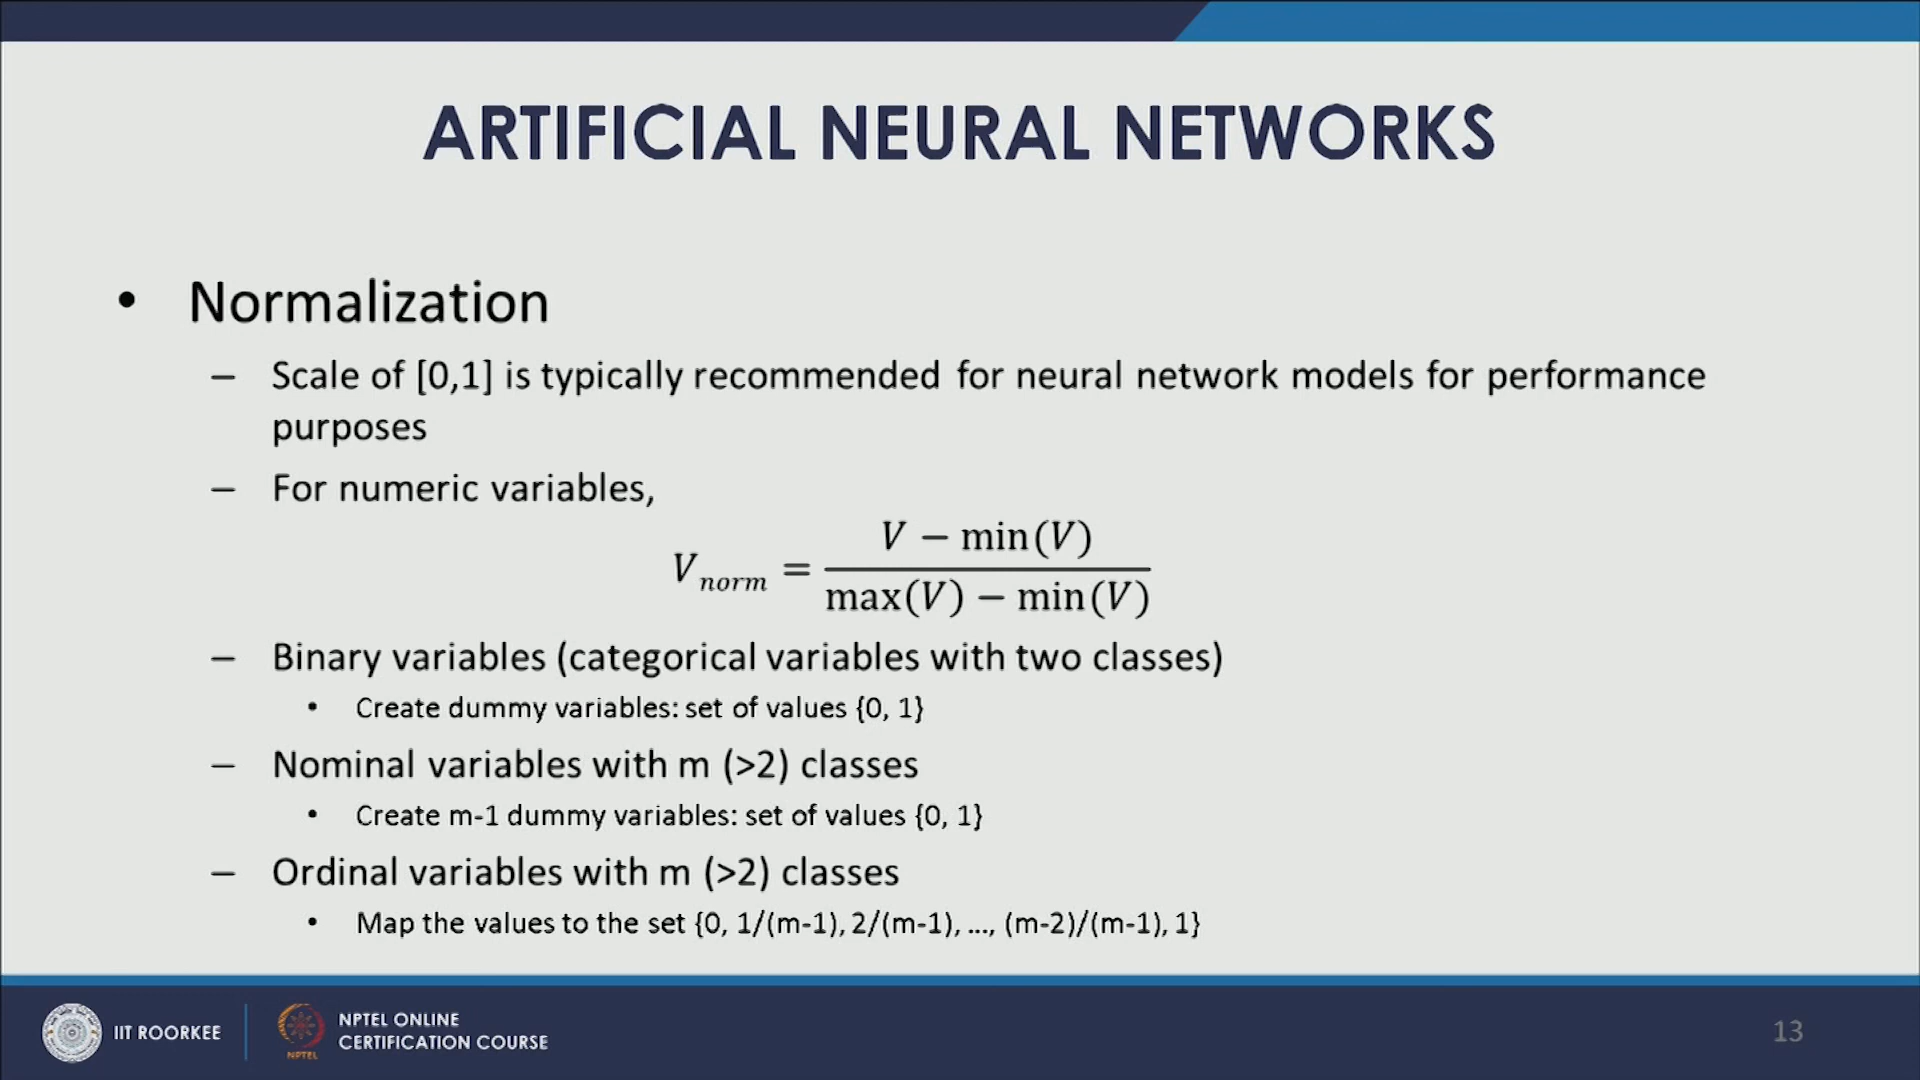 ARTIFICIAL NEURAL NETWORKS
• Normalization
– Scale of [0,1] is typically recommended for neural network models for performance
purposes
– For numeric variables,
V_norm = (V − min(V)) / (max(V) − min(V))
– Binary variables (categorical variables with two classes)
• Create dummy variables: set of values {0, 1}
– Nominal variables with m (>2) classes
• Create m-1 dummy variables: set of values {0, 1}
– Ordinal variables with m (>2) classes
• Map the values to the set {0, 1/(m-1), 2/(m-1), ..., (m-2)/(m-1), 1}
IIT ROORKEE
NPTEL
NPTEL ONLINE
CERTIFICATION COURSE
13